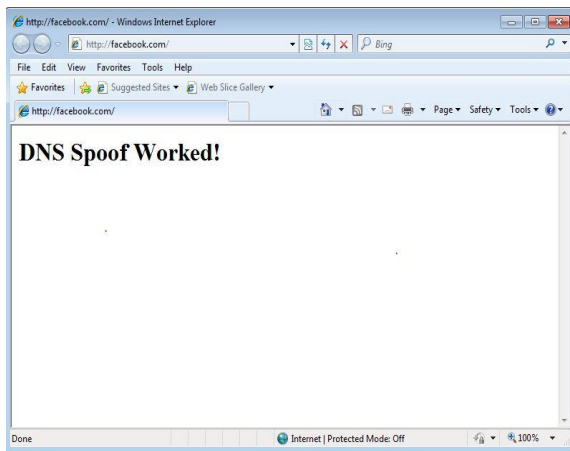 http://facebook.com/ - Windows Internet Explorer
http://facebook.com/ Bing
File Edit View Favorites Tools Help
Favorites Suggested Sites Web Slice Gallery
http://facebook.com/ Page Safety Tools
DNS Spoof Worked!
Done Internet | Protected Mode: Off 100%